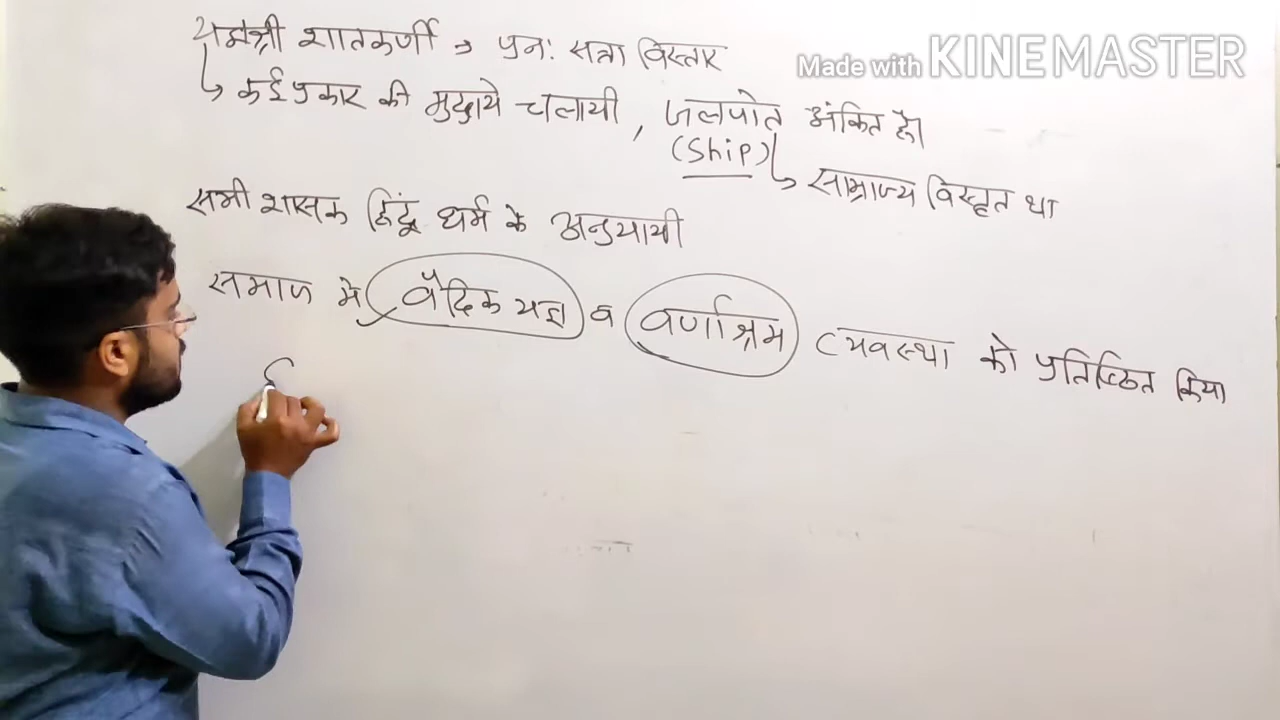 यज्ञश्री शातकर्णी → पुनः सत्ता विस्तार
Made with KINEMASTER
↳ कई प्रकार की मुद्राये चलायी, जलपोत अंकित है।
(Ship) ↳ साम्राज्य विस्तृत था
सभी शासक हिंदू धर्म के अनुयायी
समाज मे वैदिक यज्ञ व वर्णाश्रम व्यवस्था को प्रतिष्ठित किया